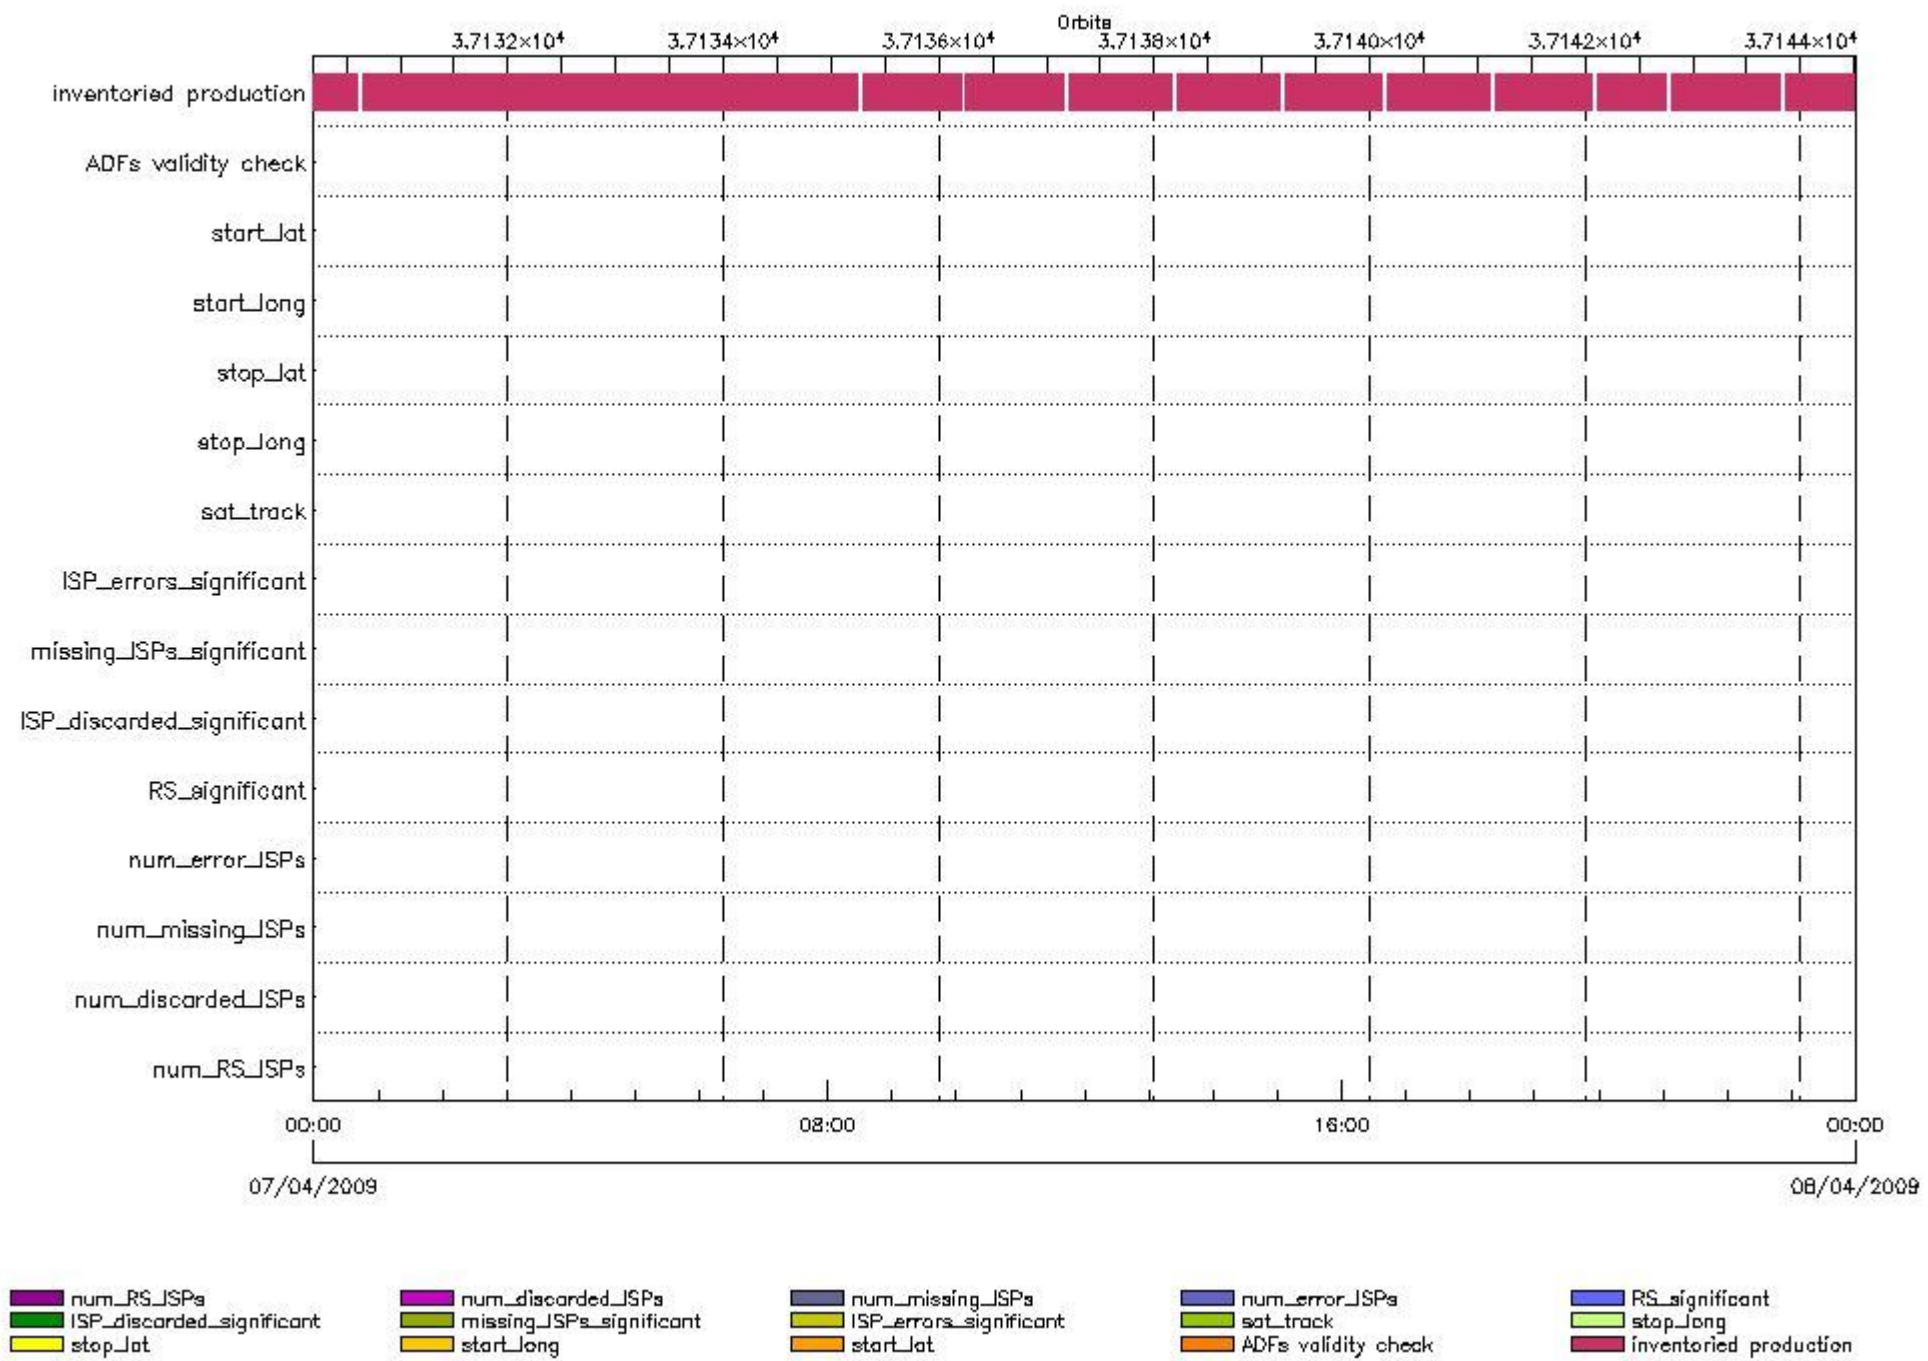 Orbits
3.7132×10⁴ 3.7134×10⁴ 3.7136×10⁴ 3.7138×10⁴ 3.7140×10⁴ 3.7142×10⁴ 3.7144×10⁴
inventoried production
ADFs validity check
start_lat
start_long
stop_lat
stop_long
sat_track
ISP_errors_significant
missing_ISPs_significant
ISP_discarded_significant
RS_significant
num_error_ISPs
num_missing_ISPs
num_discarded_ISPs
num_RS_ISPs
00:00 08:00 16:00 00:00
07/04/2009 08/04/2009
num_RS_ISPs num_discarded_ISPs num_missing_ISPs num_error_ISPs RS_significant
ISP_discarded_significant missing_ISPs_significant ISP_errors_significant sat_track stop_long
stop_lat start_long start_lat ADFs validity check inventoried production